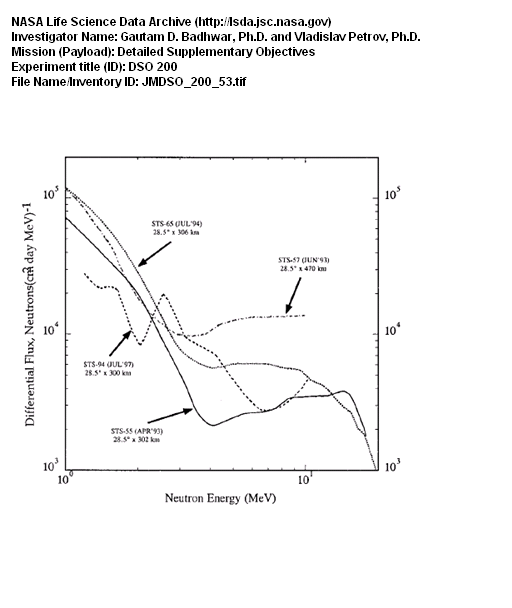 NASA Life Science Data Archive (http://lsda.jsc.nasa.gov)
Investigator Name: Gautam D. Badhwar, Ph.D. and Vladislav Petrov, Ph.D.
Mission (Payload): Detailed Supplementary Objectives
Experiment title (ID): DSO 200
File Name/Inventory ID: JMDSO_200_53.tif
Differential Flux, Neutrons(cm² day MeV)-1
10⁵
10⁵
STS-65 (JUL'94)
28.5° x 306 km
STS-57 (JUN'93)
28.5° x 470 km
10⁴
10⁴
STS-94 (JUL'97)
28.5° x 300 km
STS-55 (APR'93)
28.5° x 302 km
10³
10³
10⁰
10¹
Neutron Energy (MeV)